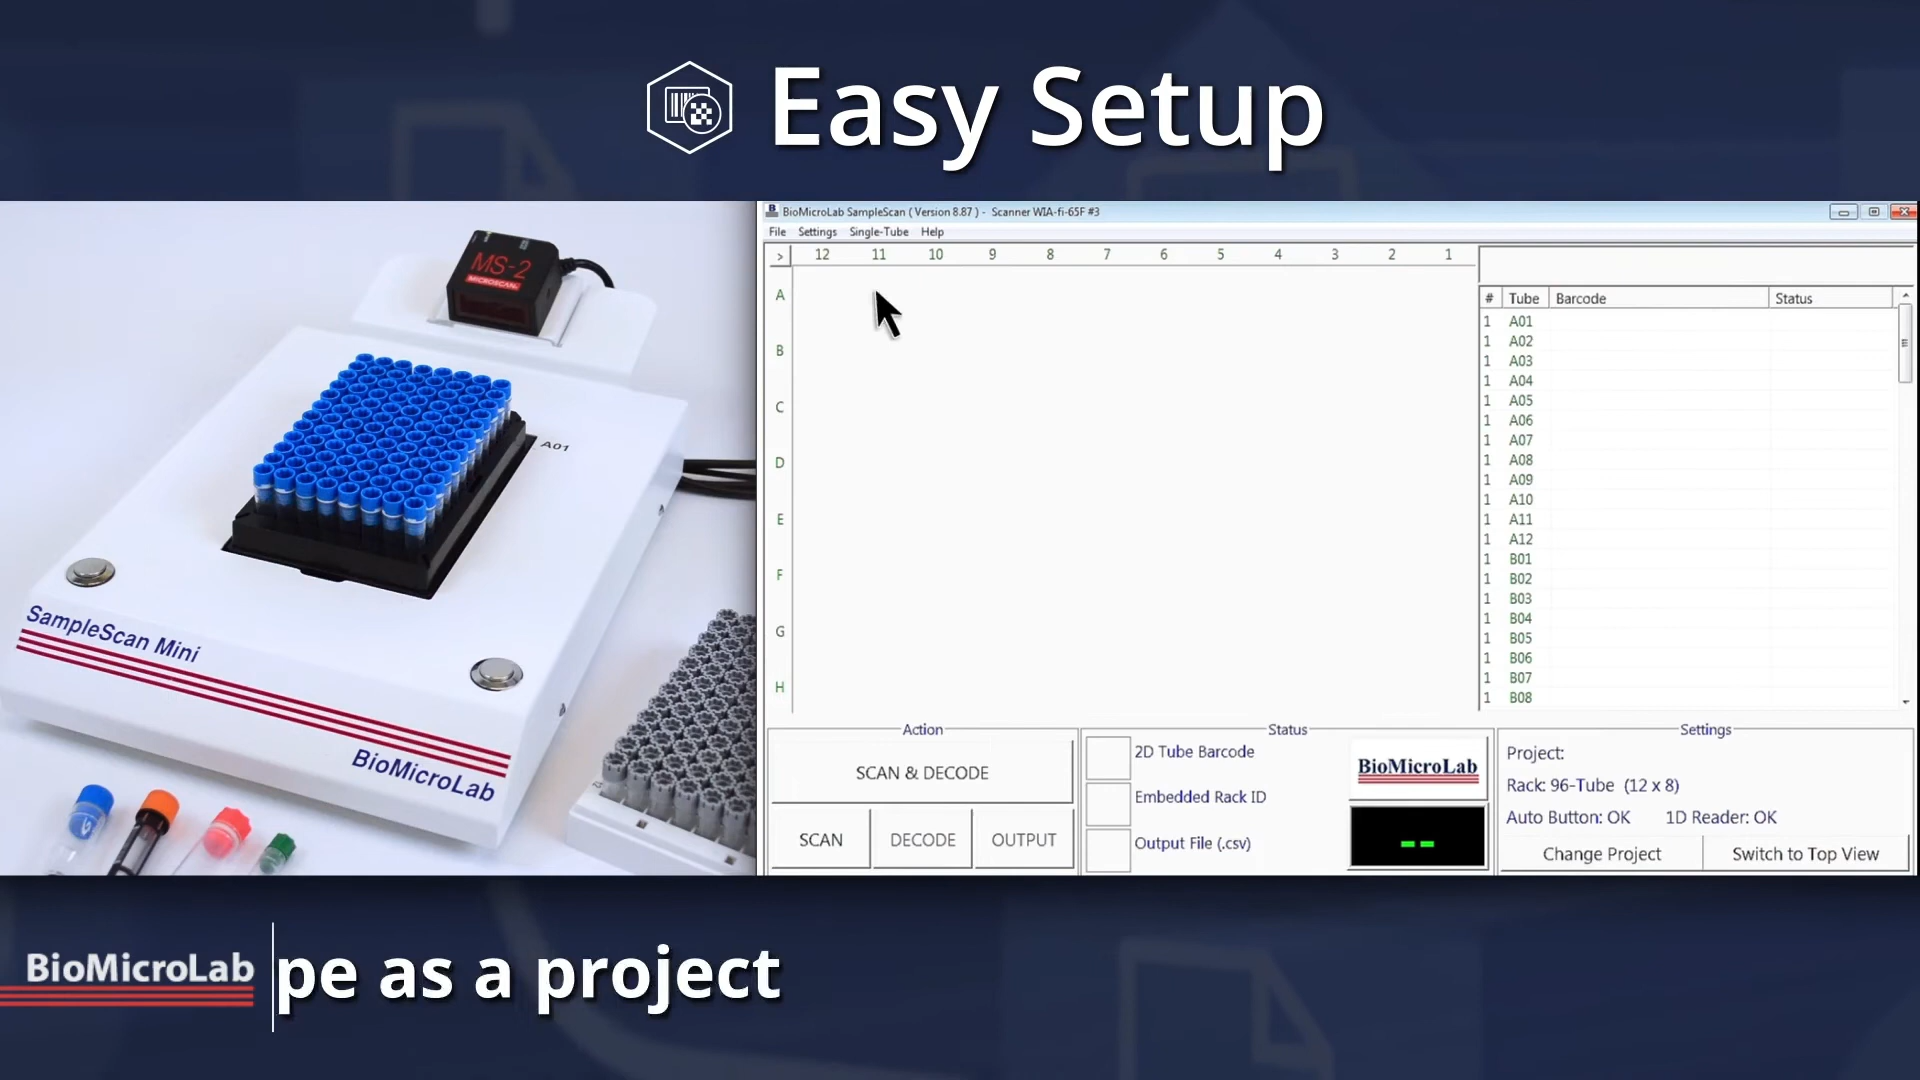 Easy Setup
MS-2
MICROSCAN
A01
SampleScan Mini
BioMicroLab
BioMicroLab SampleScan ( Version 8.87 ) - Scanner WIA-fi-65F #3
File Settings Single-Tube Help
> 12 11 10 9 8 7 6 5 4 3 2 1
A
B
C
D
E
F
G
H
# Tube Barcode Status
1 A01
1 A02
1 A03
1 A04
1 A05
1 A06
1 A07
1 A08
1 A09
1 A10
1 A11
1 A12
1 B01
1 B02
1 B03
1 B04
1 B05
1 B06
1 B07
1 B08
Action
SCAN & DECODE
SCAN DECODE OUTPUT
Status
2D Tube Barcode
Embedded Rack ID
Output File (.csv)
BioMicroLab
--
Settings
Project:
Rack: 96-Tube (12 x 8)
Auto Button: OK 1D Reader: OK
Change Project Switch to Top View
BioMicroLab
pe as a project